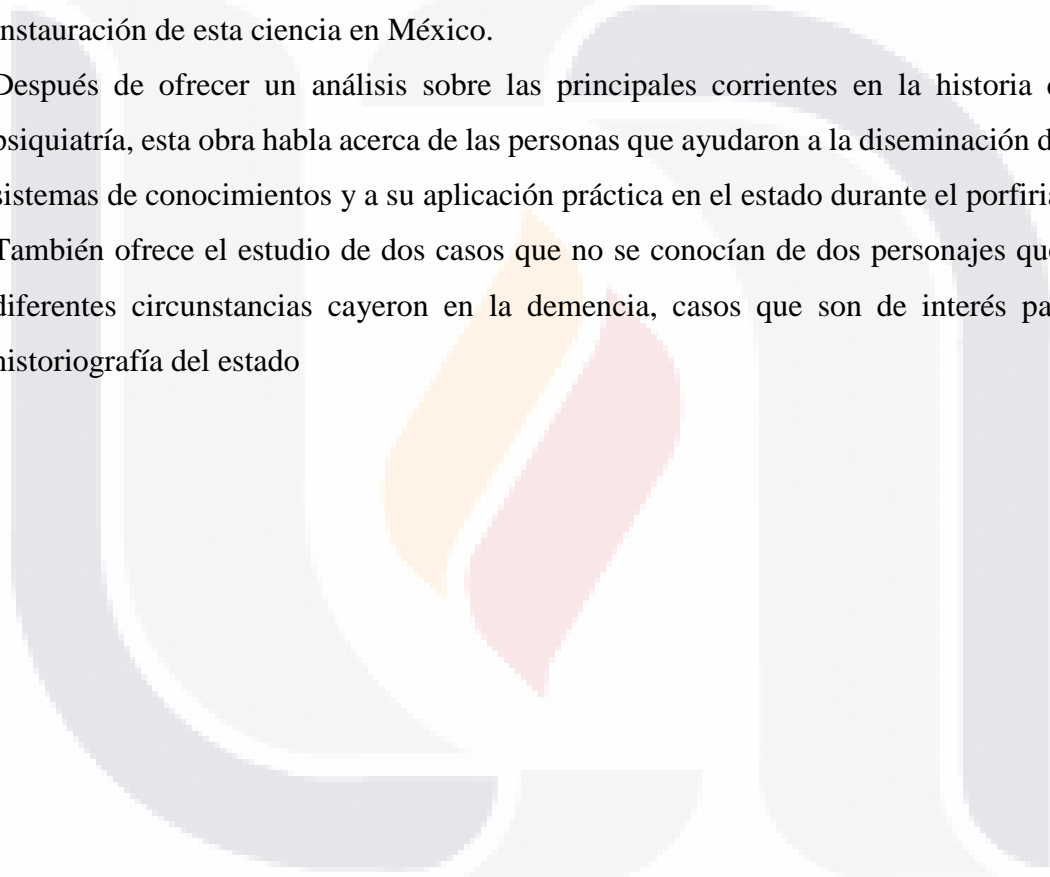 nstauración de esta ciencia en México.
Después de ofrecer un análisis sobre las principales corrientes en la historia
psiquiatría, esta obra habla acerca de las personas que ayudaron a la diseminación
sistemas de conocimientos y a su aplicación práctica en el estado durante el porfiri
También ofrece el estudio de dos casos que no se conocían de dos personajes qu
diferentes circunstancias cayeron en la demencia, casos que son de interés pa
historiografía del estado